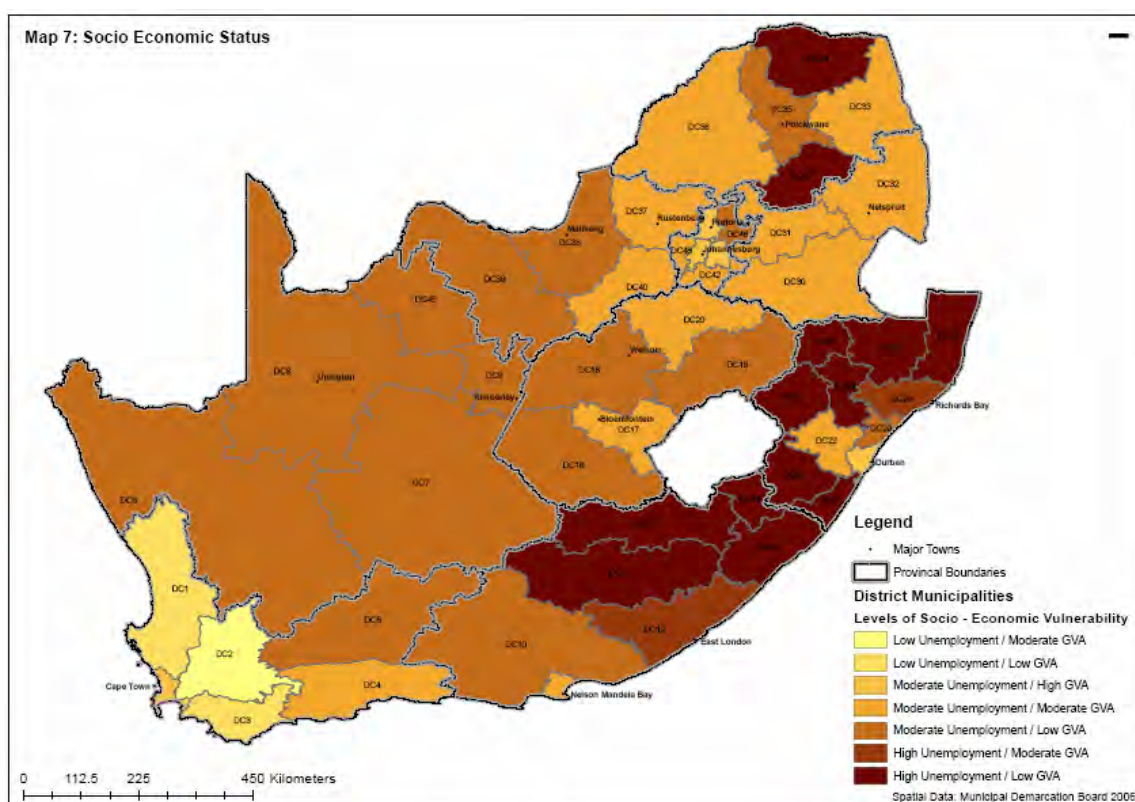 Map 7: Socio Economic Status
DC33
DC36
Polokwane
DC32
Nelspruit
DC37
Rustenburg
DC31
Mafikeng
DC38
Johannesburg
DC42
DC40
DC30
DC39
DC45
DC20
Welkom
DC19
DC8
Upington
DC9
Kimberley
Bloemfontein
DC17
Richards Bay
DC22
Durban
DC16
DC7
DC6
DC1
DC5
DC12
East London
DC10
DC2
DC4
Cape Town
DC3
Nelson Mandela Bay
Legend
Major Towns
Provincal Boundaries
District Municipalities
Levels of Socio - Economic Vulnerability
Low Unemployment / Moderate GVA
Low Unemployment / Low GVA
Moderate Unemployment / High GVA
Moderate Unemployment / Moderate GVA
Moderate Unemployment / Low GVA
High Unemployment / Moderate GVA
High Unemployment / Low GVA
0 112.5 225 450 Kilometers
Spatial Data: Municipal Demarcation Board 2006